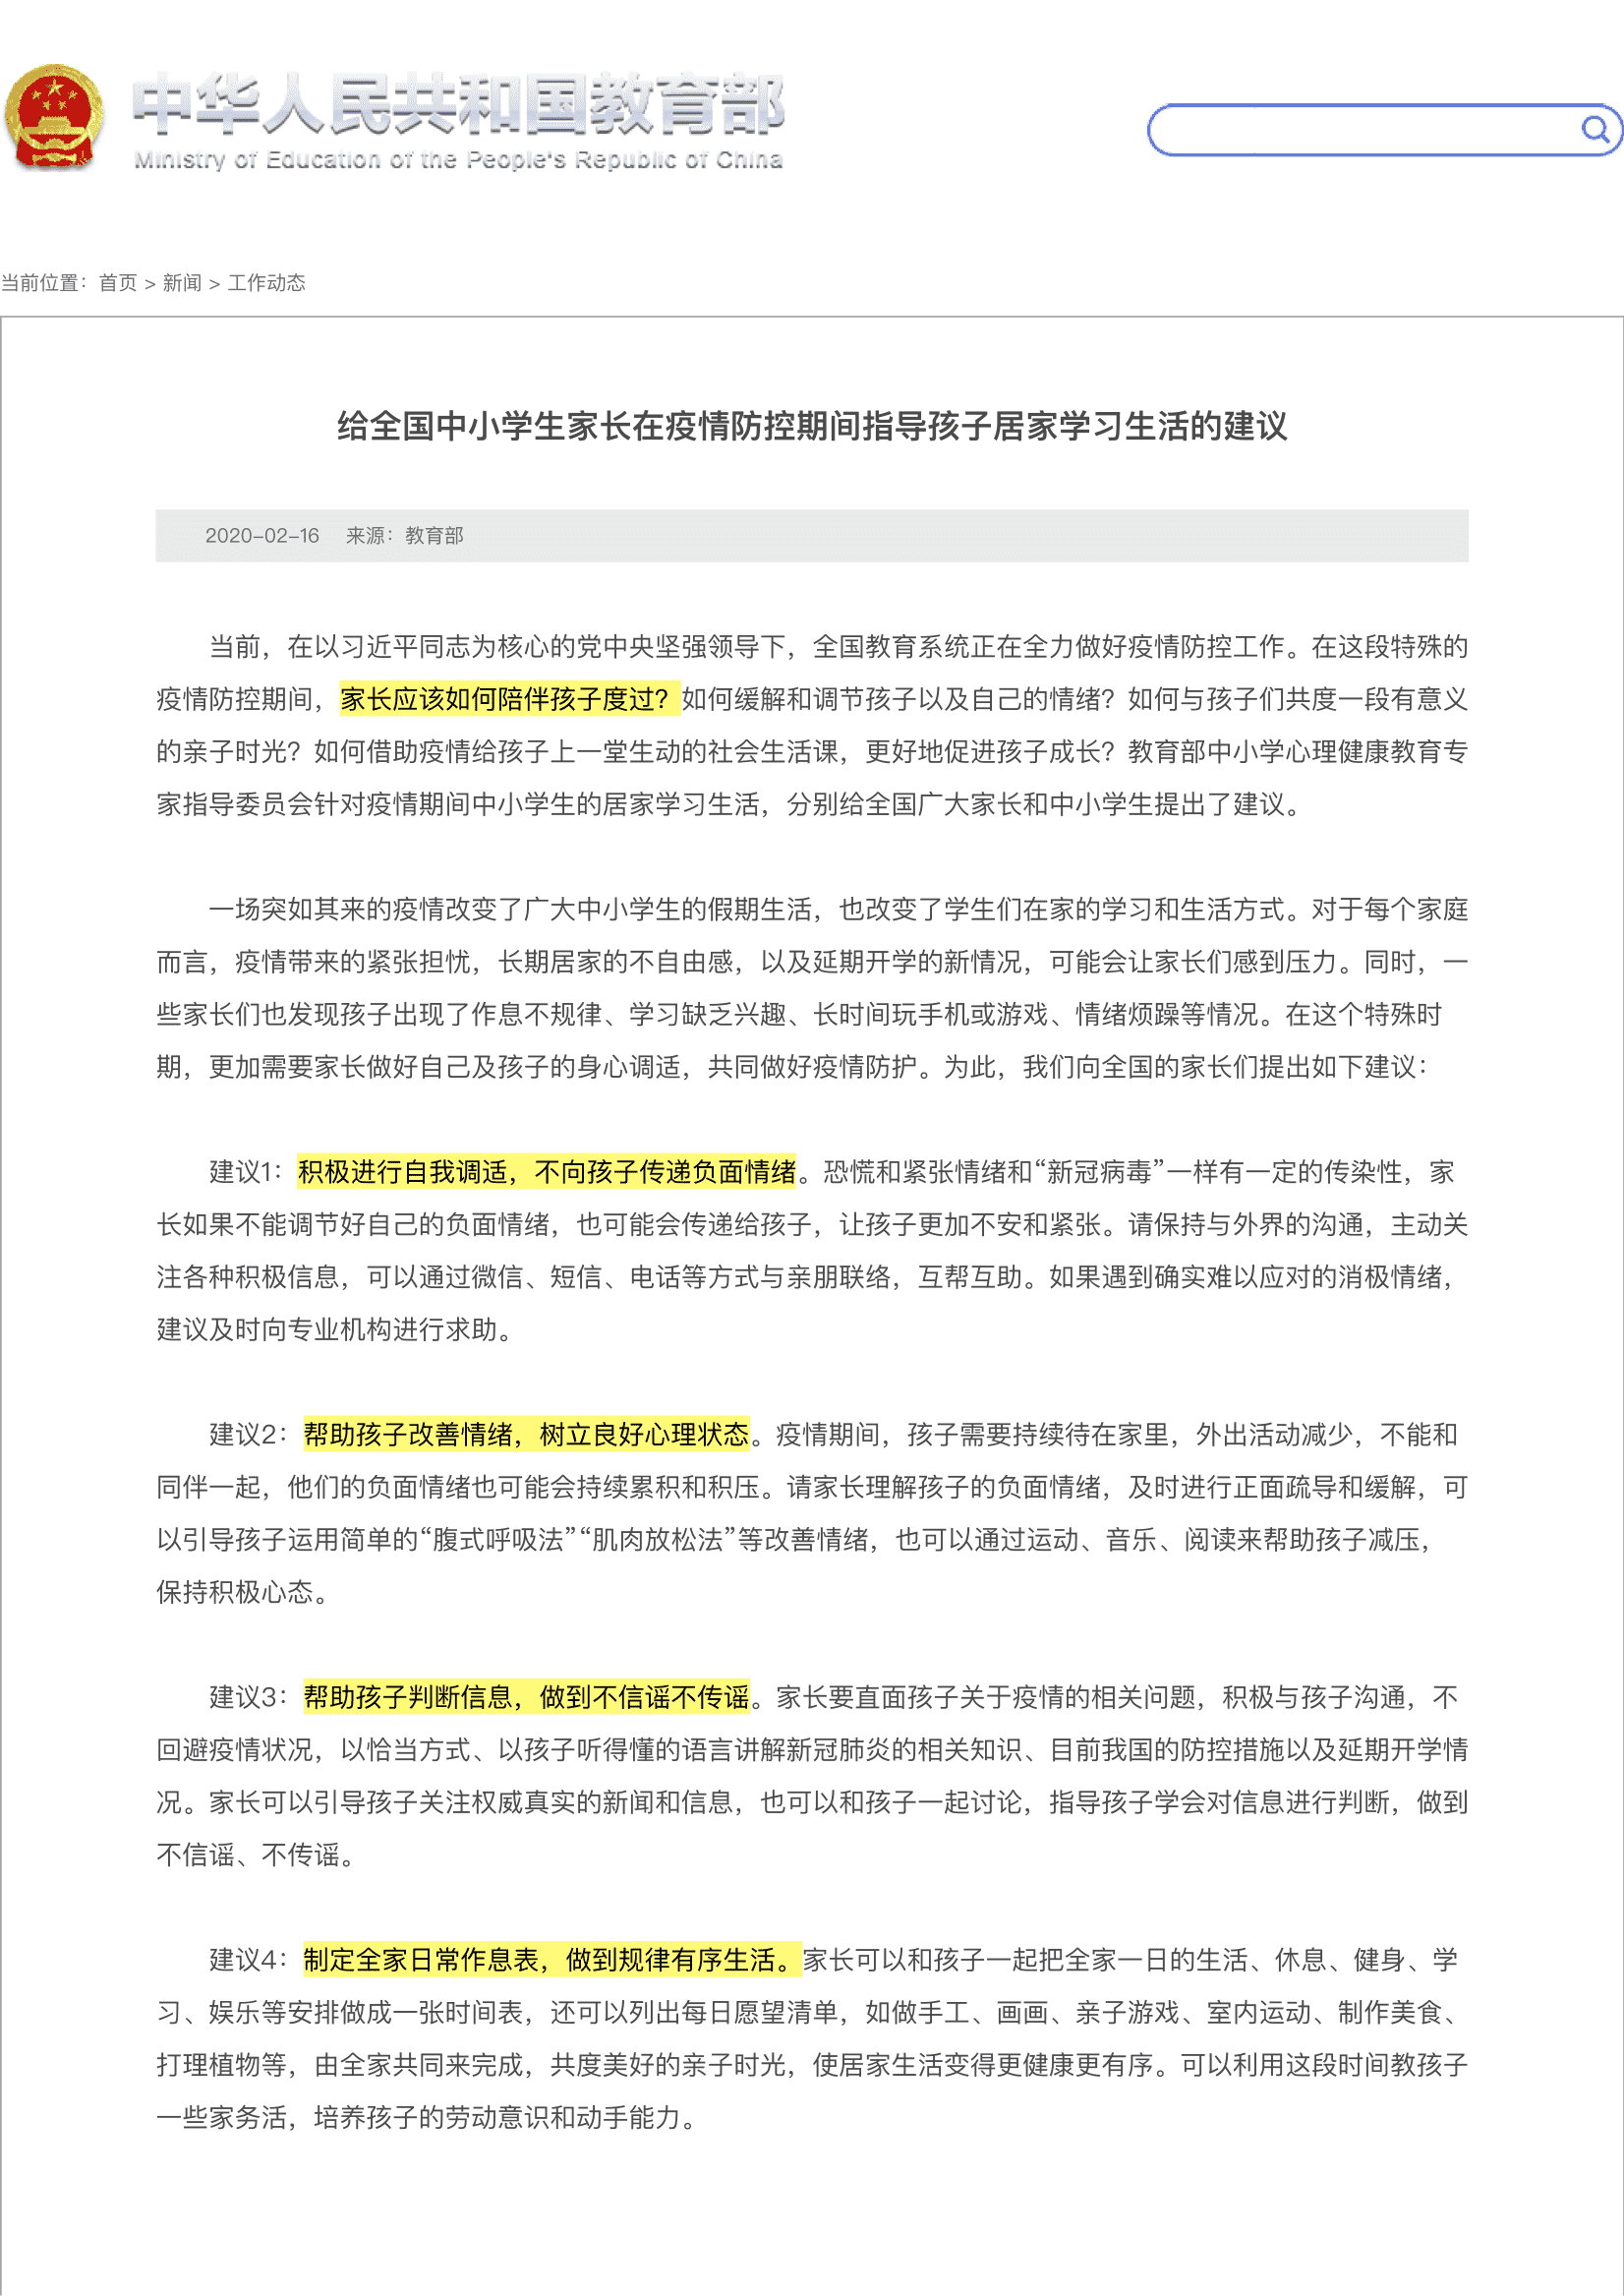 中华人民共和国教育部
Ministry of Education of the People's Republic of China
当前位置：首页 > 新闻 > 工作动态
给全国中小学生家长在疫情防控期间指导孩子居家学习生活的建议
2020-02-16 来源：教育部
当前，在以习近平同志为核心的党中央坚强领导下，全国教育系统正在全力做好疫情防控工作。在这段特殊的
疫情防控期间，家长应该如何陪伴孩子度过？如何缓解和调节孩子以及自己的情绪？如何与孩子们共度一段有意义
的亲子时光？如何借助疫情给孩子上一堂生动的社会生活课，更好地促进孩子成长？教育部中小学心理健康教育专
家指导委员会针对疫情期间中小学生的居家学习生活，分别给全国广大家长和中小学生提出了建议。
一场突如其来的疫情改变了广大中小学生的假期生活，也改变了学生们在家的学习和生活方式。对于每个家庭
而言，疫情带来的紧张担忧，长期居家的不自由感，以及延期开学的新情况，可能会让家长们感到压力。同时，一
些家长们也发现孩子出现了作息不规律、学习缺乏兴趣、长时间玩手机或游戏、情绪烦躁等情况。在这个特殊时
期，更加需要家长做好自己及孩子的身心调适，共同做好疫情防护。为此，我们向全国的家长们提出如下建议：
建议1：积极进行自我调适，不向孩子传递负面情绪。恐慌和紧张情绪和“新冠病毒”一样有一定的传染性，家
长如果不能调节好自己的负面情绪，也可能会传递给孩子，让孩子更加不安和紧张。请保持与外界的沟通，主动关
注各种积极信息，可以通过微信、短信、电话等方式与亲朋联络，互帮互助。如果遇到确实难以应对的消极情绪，
建议及时向专业机构进行求助。
建议2：帮助孩子改善情绪，树立良好心理状态。疫情期间，孩子需要持续待在家里，外出活动减少，不能和
同伴一起，他们的负面情绪也可能会持续累积和积压。请家长理解孩子的负面情绪，及时进行正面疏导和缓解，可
以引导孩子运用简单的“腹式呼吸法”“肌肉放松法”等改善情绪，也可以通过运动、音乐、阅读来帮助孩子减压，
保持积极心态。
建议3：帮助孩子判断信息，做到不信谣不传谣。家长要直面孩子关于疫情的相关问题，积极与孩子沟通，不
回避疫情状况，以恰当方式、以孩子听得懂的语言讲解新冠肺炎的相关知识、目前我国的防控措施以及延期开学情
况。家长可以引导孩子关注权威真实的新闻和信息，也可以和孩子一起讨论，指导孩子学会对信息进行判断，做到
不信谣、不传谣。
建议4：制定全家日常作息表，做到规律有序生活。家长可以和孩子一起把全家一日的生活、休息、健身、学
习、娱乐等安排做成一张时间表，还可以列出每日愿望清单，如做手工、画画、亲子游戏、室内运动、制作美食、
打理植物等，由全家共同来完成，共度美好的亲子时光，使居家生活变得更健康更有序。可以利用这段时间教孩子
一些家务活，培养孩子的劳动意识和动手能力。